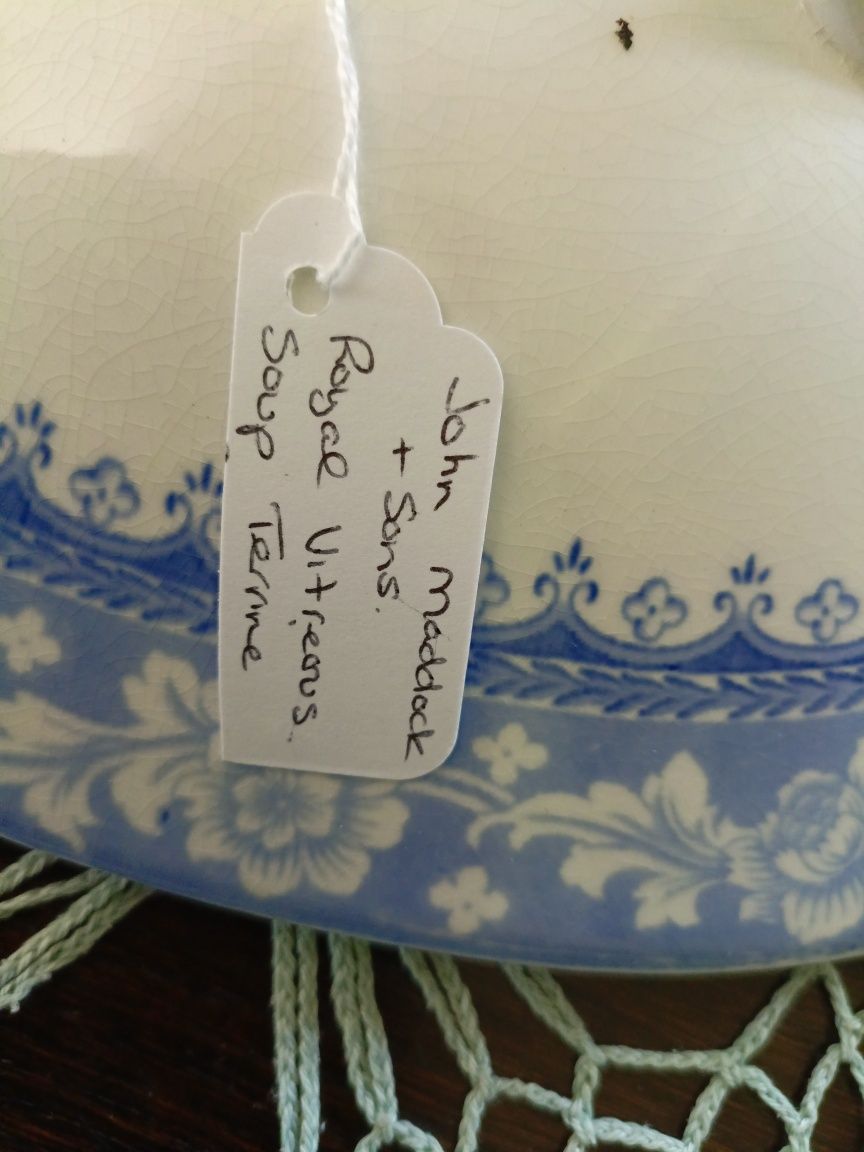 John Maddock
+ Sons.
Royal Vitreous.
Soup Terrine